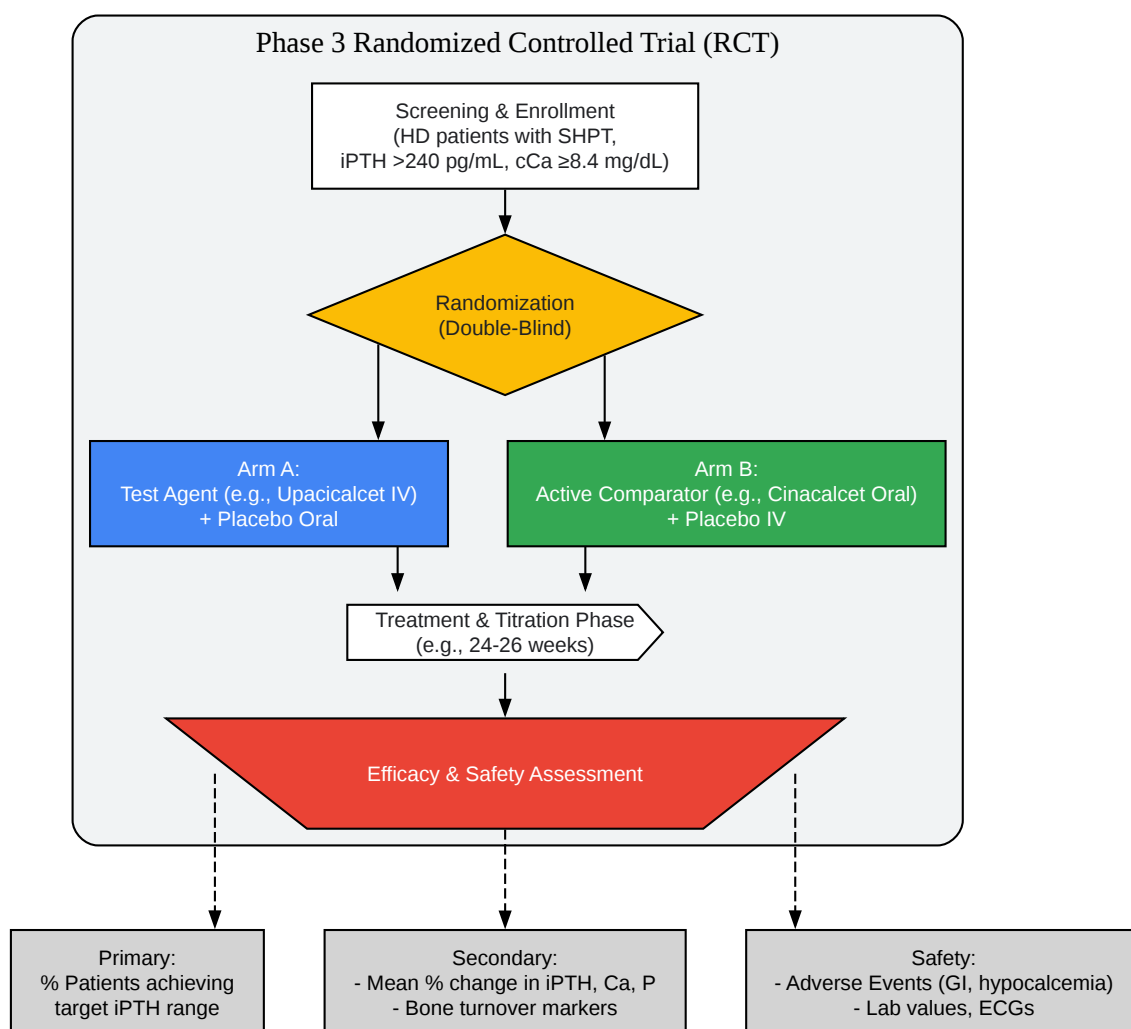 Phase 3 Randomized Controlled Trial (RCT)
Screening & Enrollment
(HD patients with SHPT,
iPTH >240 pg/mL, cCa ≥8.4 mg/dL)
Randomization
(Double-Blind)
Arm A:
Test Agent (e.g., Upacicalcet IV)
+ Placebo Oral
Arm B:
Active Comparator (e.g., Cinacalcet Oral)
+ Placebo IV
Treatment & Titration Phase
(e.g., 24-26 weeks)
Efficacy & Safety Assessment
Primary:
% Patients achieving
target iPTH range
Secondary:
- Mean % change in iPTH, Ca, P
- Bone turnover markers
Safety:
- Adverse Events (GI, hypocalcemia)
- Lab values, ECGs